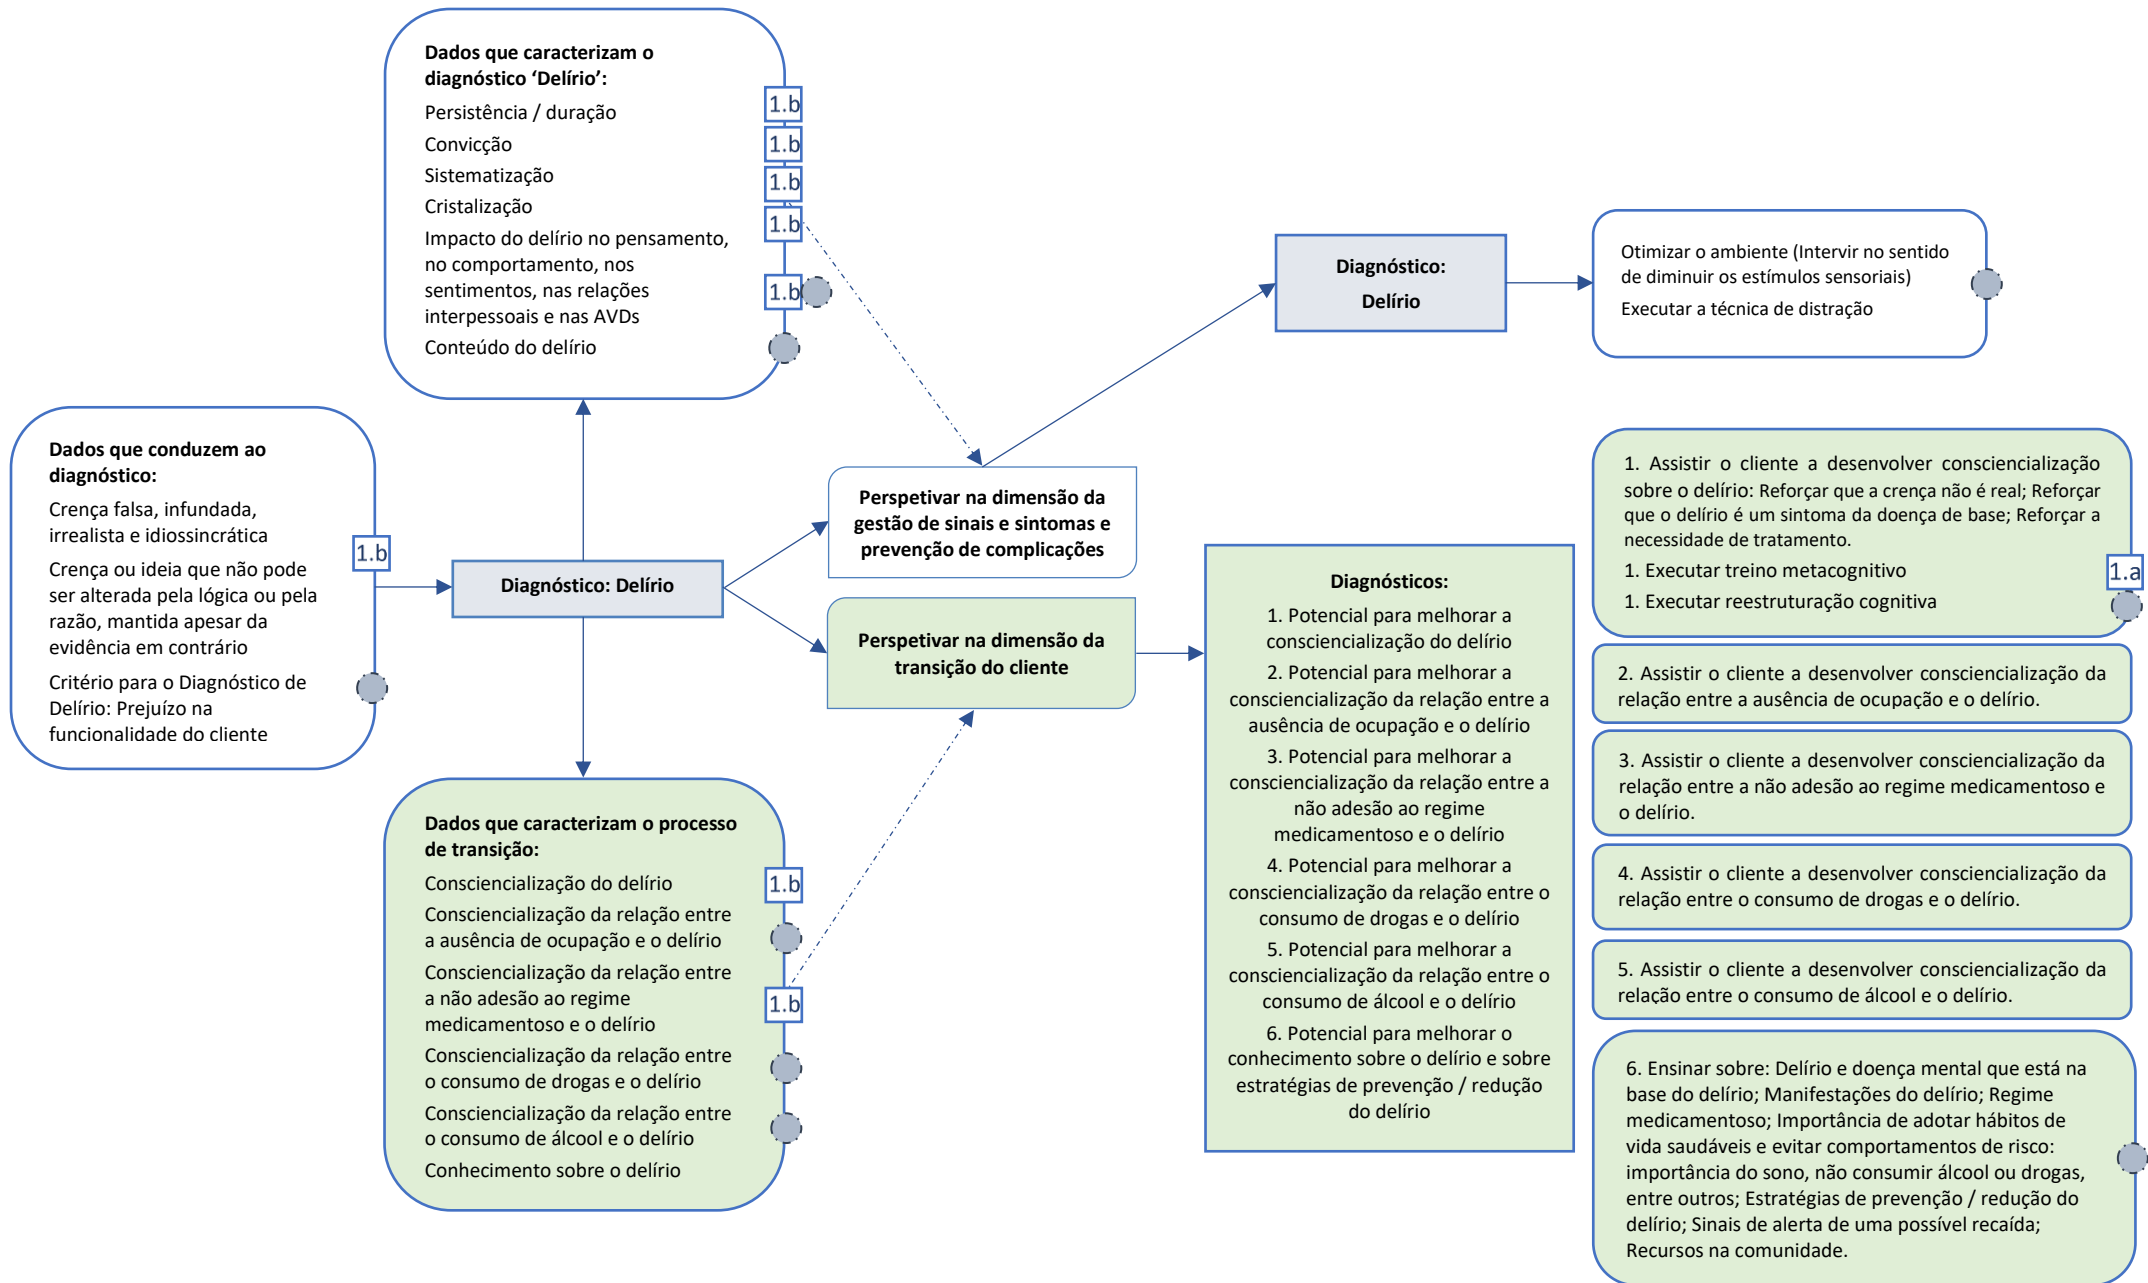 Dados que caracterizam o
diagnóstico ‘Delírio’:
Persistência / duração
1.b
Convicção
1.b
Sistematização
1.b
Cristalização
1.b
Impacto do delírio no pensamento,
no comportamento, nos
sentimentos, nas relações
interpessoais e nas AVDs
1.b
Conteúdo do delírio
Dados que conduzem ao
diagnóstico:
Crença falsa, infundada,
irrealista e idiossincrática
1.b
Crença ou ideia que não pode
ser alterada pela lógica ou pela
razão, mantida apesar da
evidência em contrário
Critério para o Diagnóstico de
Delírio: Prejuízo na
funcionalidade do cliente
Diagnóstico: Delírio
Dados que caracterizam o processo
de transição:
Consciencialização do delírio
1.b
Consciencialização da relação entre
a ausência de ocupação e o delírio
Consciencialização da relação entre
a não adesão ao regime
medicamentoso e o delírio
1.b
Consciencialização da relação entre
o consumo de drogas e o delírio
Consciencialização da relação entre
o consumo de álcool e o delírio
Conhecimento sobre o delírio
Perspetivar na dimensão da
gestão de sinais e sintomas e
prevenção de complicações
Perspetivar na dimensão da
transição do cliente
Diagnóstico:
Delírio
Otimizar o ambiente (Intervir no sentido
de diminuir os estímulos sensoriais)
Executar a técnica de distração
Diagnósticos:
1. Potencial para melhorar a
consciencialização do delírio
2. Potencial para melhorar a
consciencialização da relação entre a
ausência de ocupação e o delírio
3. Potencial para melhorar a
consciencialização da relação entre a
não adesão ao regime
medicamentoso e o delírio
4. Potencial para melhorar a
consciencialização da relação entre o
consumo de drogas e o delírio
5. Potencial para melhorar a
consciencialização da relação entre o
consumo de álcool e o delírio
6. Potencial para melhorar o
conhecimento sobre o delírio e sobre
estratégias de prevenção / redução
do delírio
1. Assistir o cliente a desenvolver consciencialização
sobre o delírio: Reforçar que a crença não é real; Reforçar
que o delírio é um sintoma da doença de base; Reforçar a
necessidade de tratamento.
1. Executar treino metacognitivo
1.a
1. Executar reestruturação cognitiva
2. Assistir o cliente a desenvolver consciencialização da
relação entre a ausência de ocupação e o delírio.
3. Assistir o cliente a desenvolver consciencialização da
relação entre a não adesão ao regime medicamentoso e
o delírio.
4. Assistir o cliente a desenvolver consciencialização da
relação entre o consumo de drogas e o delírio.
5. Assistir o cliente a desenvolver consciencialização da
relação entre o consumo de álcool e o delírio.
6. Ensinar sobre: Delírio e doença mental que está na
base do delírio; Manifestações do delírio; Regime
medicamentoso; Importância de adotar hábitos de
vida saudáveis e evitar comportamentos de risco:
importância do sono, não consumir álcool ou drogas,
entre outros; Estratégias de prevenção / redução do
delírio; Sinais de alerta de uma possível recaída;
Recursos na comunidade.